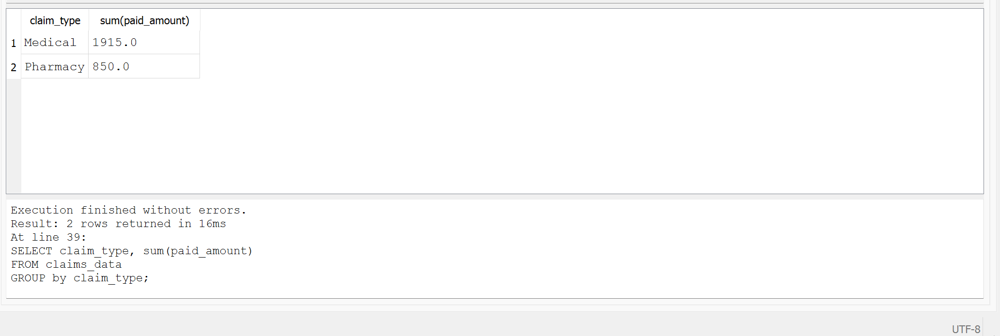 claim_type sum(paid_amount)
1 Medical 1915.0
2 Pharmacy 850.0
Execution finished without errors.
Result: 2 rows returned in 16ms
At line 39:
SELECT claim_type, sum(paid_amount)
FROM claims_data
GROUP by claim_type;
UTF-8